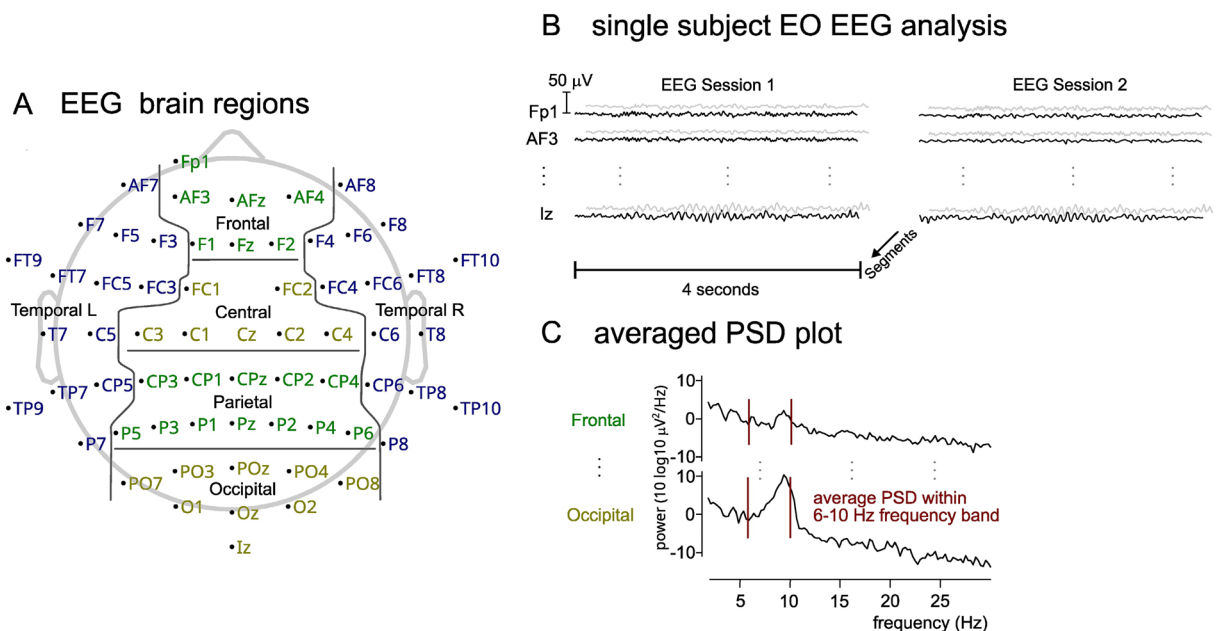 A EEG brain regions
Fp1
AF7 AF3 AFz AF4 AF8
Frontal
F7 F5 F3 F1 Fz F2 F4 F6 F8
FT9 FT7 FC5 FC3 FC1 FC2 FC4 FC6 FT8 FT10
Temporal L Central Temporal R
T7 C5 C3 C1 Cz C2 C4 C6 T8
TP9 TP7 CP5 CP3 CP1 CPz CP2 CP4 CP6 TP8 TP10
Parietal
P7 P5 P3 P1 Pz P2 P4 P6 P8
PO7 PO3 POz PO4 PO8
Occipital
O1 Oz O2
Iz
B single subject EO EEG analysis
50 μV
EEG Session 1 EEG Session 2
Fp1
AF3
Iz
Segments
4 seconds
C averaged PSD plot
Frontal
Occipital
power (10 log10 μV²/Hz)
10
0
-10
10
0
-10
average PSD within
6-10 Hz frequency band
5 10 15 20 25
frequency (Hz)